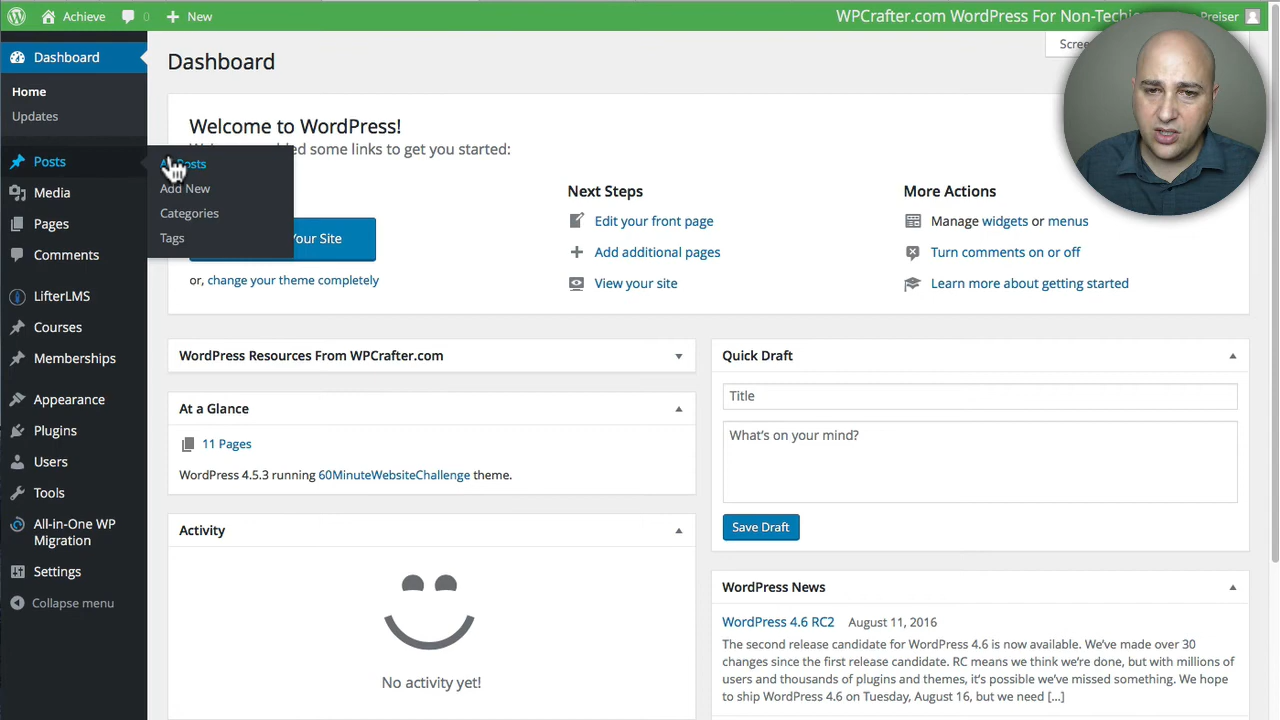 Achieve
0
New
WPCrafter.com WordPress For Non-Techi
Preiser
Dashboard
Home
Updates
Posts
Media
Pages
Comments
LifterLMS
Courses
Memberships
Appearance
Plugins
Users
Tools
All-in-One WP
Migration
Settings
Collapse menu
Posts
Add New
Categories
Tags
Dashboard
Welcome to WordPress!
some links to get you started:
Your Site
or, change your theme completely
Next Steps
Edit your front page
Add additional pages
View your site
More Actions
Manage widgets or menus
Turn comments on or off
Learn more about getting started
WordPress Resources From WPCrafter.com
At a Glance
11 Pages
WordPress 4.5.3 running 60MinuteWebsiteChallenge theme.
Activity
No activity yet!
Quick Draft
Title
What's on your mind?
Save Draft
WordPress News
WordPress 4.6 RC2 August 11, 2016
The second release candidate for WordPress 4.6 is now available. We've made over 30
changes since the first release candidate. RC means we think we're done, but with millions of
users and thousands of plugins and themes, it's possible we've missed something. We hope
to ship WordPress 4.6 on Tuesday, August 16, but we need [...]